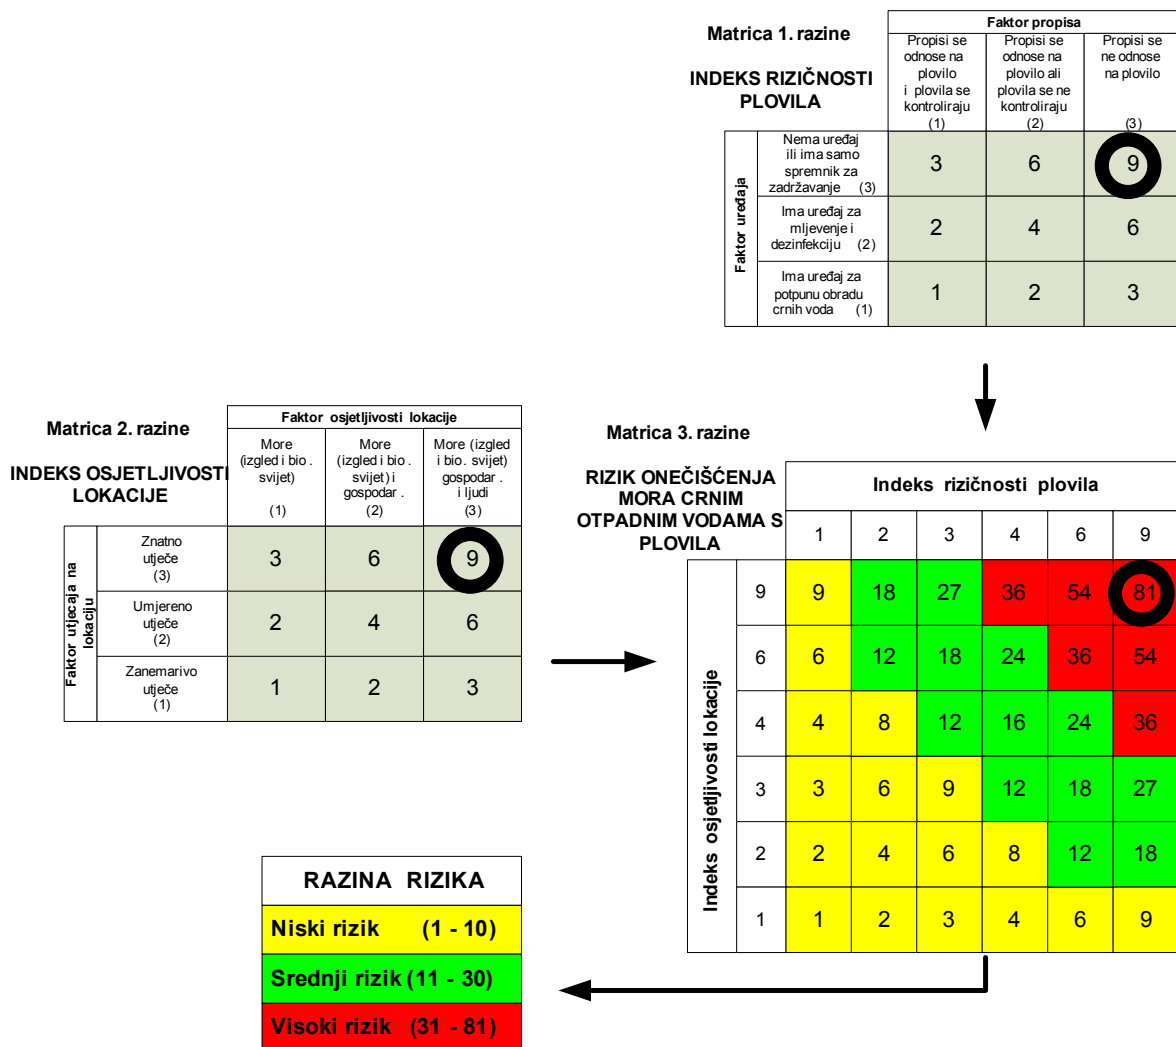 Matrica 1. razine
INDEKS RIZIČNOSTI
PLOVILA
Faktor propisa
Propisi se
odnose na
plovilo
i plovila se
kontroliraju
(1)
Propisi se
odnose na
plovilo ali
plovila se ne
kontroliraju
(2)
Propisi se
ne odnose
na plovilo
(3)
Faktor uređaja
Nema uređaj
ili ima samo
spremnik za
zadržavanje (3)
3 6 9
Ima uređaj za
mljevenje i
dezinfekciju (2)
2 4 6
Ima uređaj za
potpunu obradu
crnih voda (1)
1 2 3
Matrica 2. razine
INDEKS OSJETLJIVOSTI
LOKACIJE
Faktor osjetljivosti lokacije
More
(izgled i bio.
svijet)
(1)
More
(izgled i bio.
svijet) i
gospodar.
(2)
More (izgled
i bio. svijet)
gospodar.
i ljudi
(3)
Faktor utjecaja na
lokaciju
Znatno
utječe
(3)
3 6 9
Umjereno
utječe
(2)
2 4 6
Zanemarivo
utječe
(1)
1 2 3
Matrica 3. razine
RIZIK ONEČIŠĆENJA
MORA CRNIM
OTPADNIM VODAMA S
PLOVILA
Indeks rizičnosti plovila
1 2 3 4 6 9
Indeks osjetljivosti lokacije
9 9 18 27 36 54 81
6 6 12 18 24 36 54
4 4 8 12 16 24 36
3 3 6 9 12 18 27
2 2 4 6 8 12 18
1 1 2 3 4 6 9
RAZINA RIZIKA
Niski rizik (1 - 10)
Srednji rizik (11 - 30)
Visoki rizik (31 - 81)